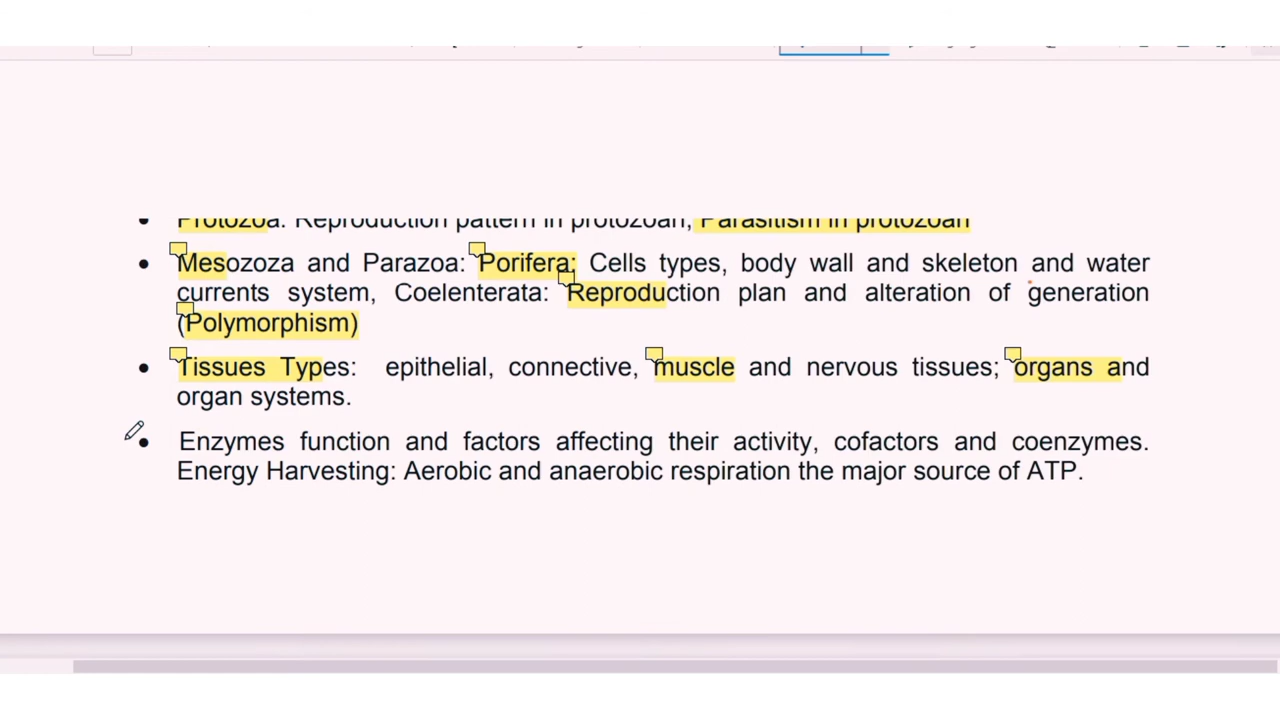 • Protozoa: Reproduction pattern in protozoan, Parasitism in protozoan
• Mesozoza and Parazoa: Porifera: Cells types, body wall and skeleton and water
currents system, Coelenterata: Reproduction plan and alteration of generation
(Polymorphism)
• Tissues Types: epithelial, connective, muscle and nervous tissues; organs and
organ systems.
• Enzymes function and factors affecting their activity, cofactors and coenzymes.
Energy Harvesting: Aerobic and anaerobic respiration the major source of ATP.